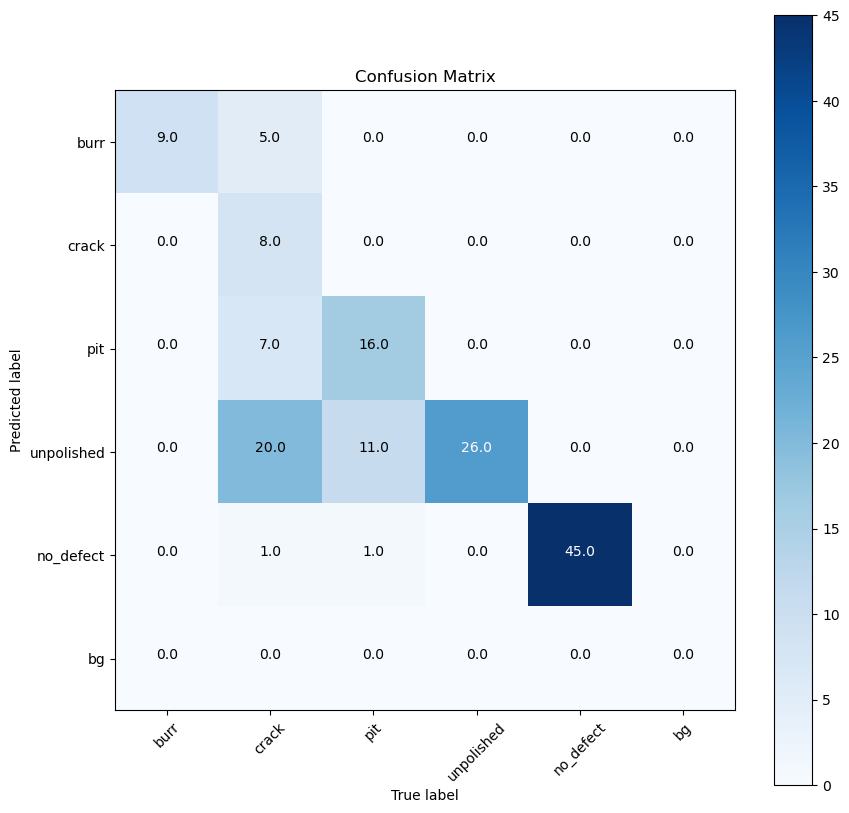 Confusion Matrix
burr 9.0 5.0 0.0 0.0 0.0 0.0
crack 0.0 8.0 0.0 0.0 0.0 0.0
pit 0.0 7.0 16.0 0.0 0.0 0.0
unpolished 0.0 20.0 11.0 26.0 0.0 0.0
no_defect 0.0 1.0 1.0 0.0 45.0 0.0
bg 0.0 0.0 0.0 0.0 0.0 0.0
burr crack pit unpolished no_defect bg
True label
Predicted label
45
40
35
30
25
20
15
10
5
0